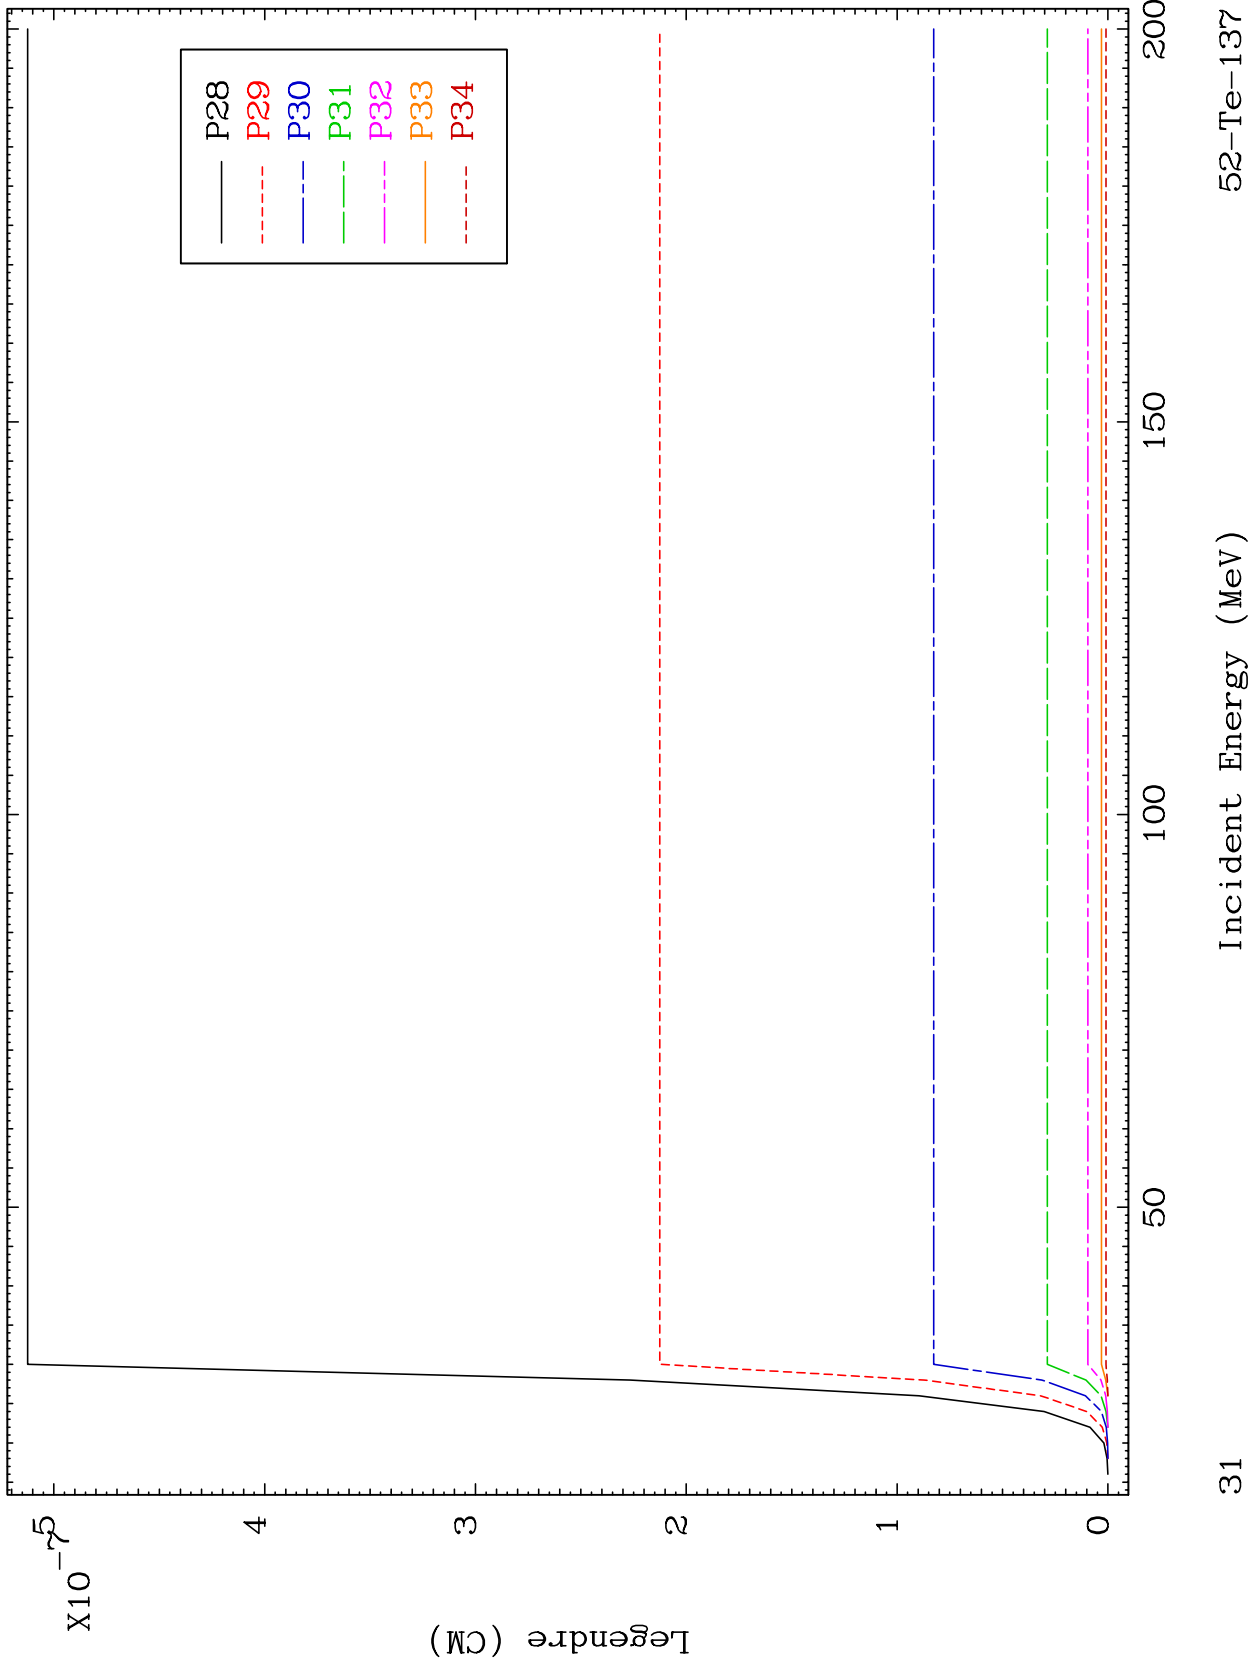 X10-7
5
4
3
2
1
0
Legendre (CM)
P28
P29
P30
P31
P32
P33
P34
50
100
150
200
Incident Energy (MeV)
31
52-Te-137